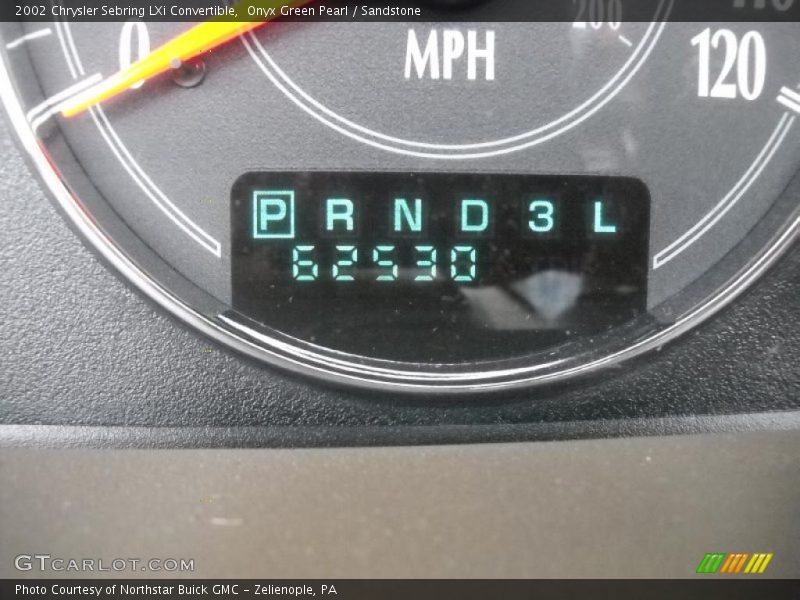 2002 Chrysler Sebring LXi Convertible, Onyx Green Pearl / Sandstone
0 200
MPH 120
P R N D 3 L
62530
GTCARLOT.COM
Photo Courtesy of Northstar Buick GMC – Zelienople, PA